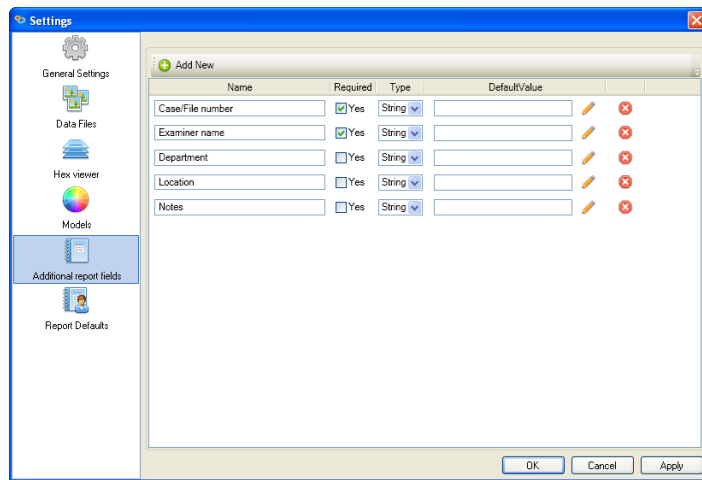 Settings
General Settings
Data Files
Hex viewer
Models
Additional report fields
Report Defaults
Add New
Name Required Type DefaultValue
Case/File number Yes String
Examiner name Yes String
Department Yes String
Location Yes String
Notes Yes String
OK Cancel Apply